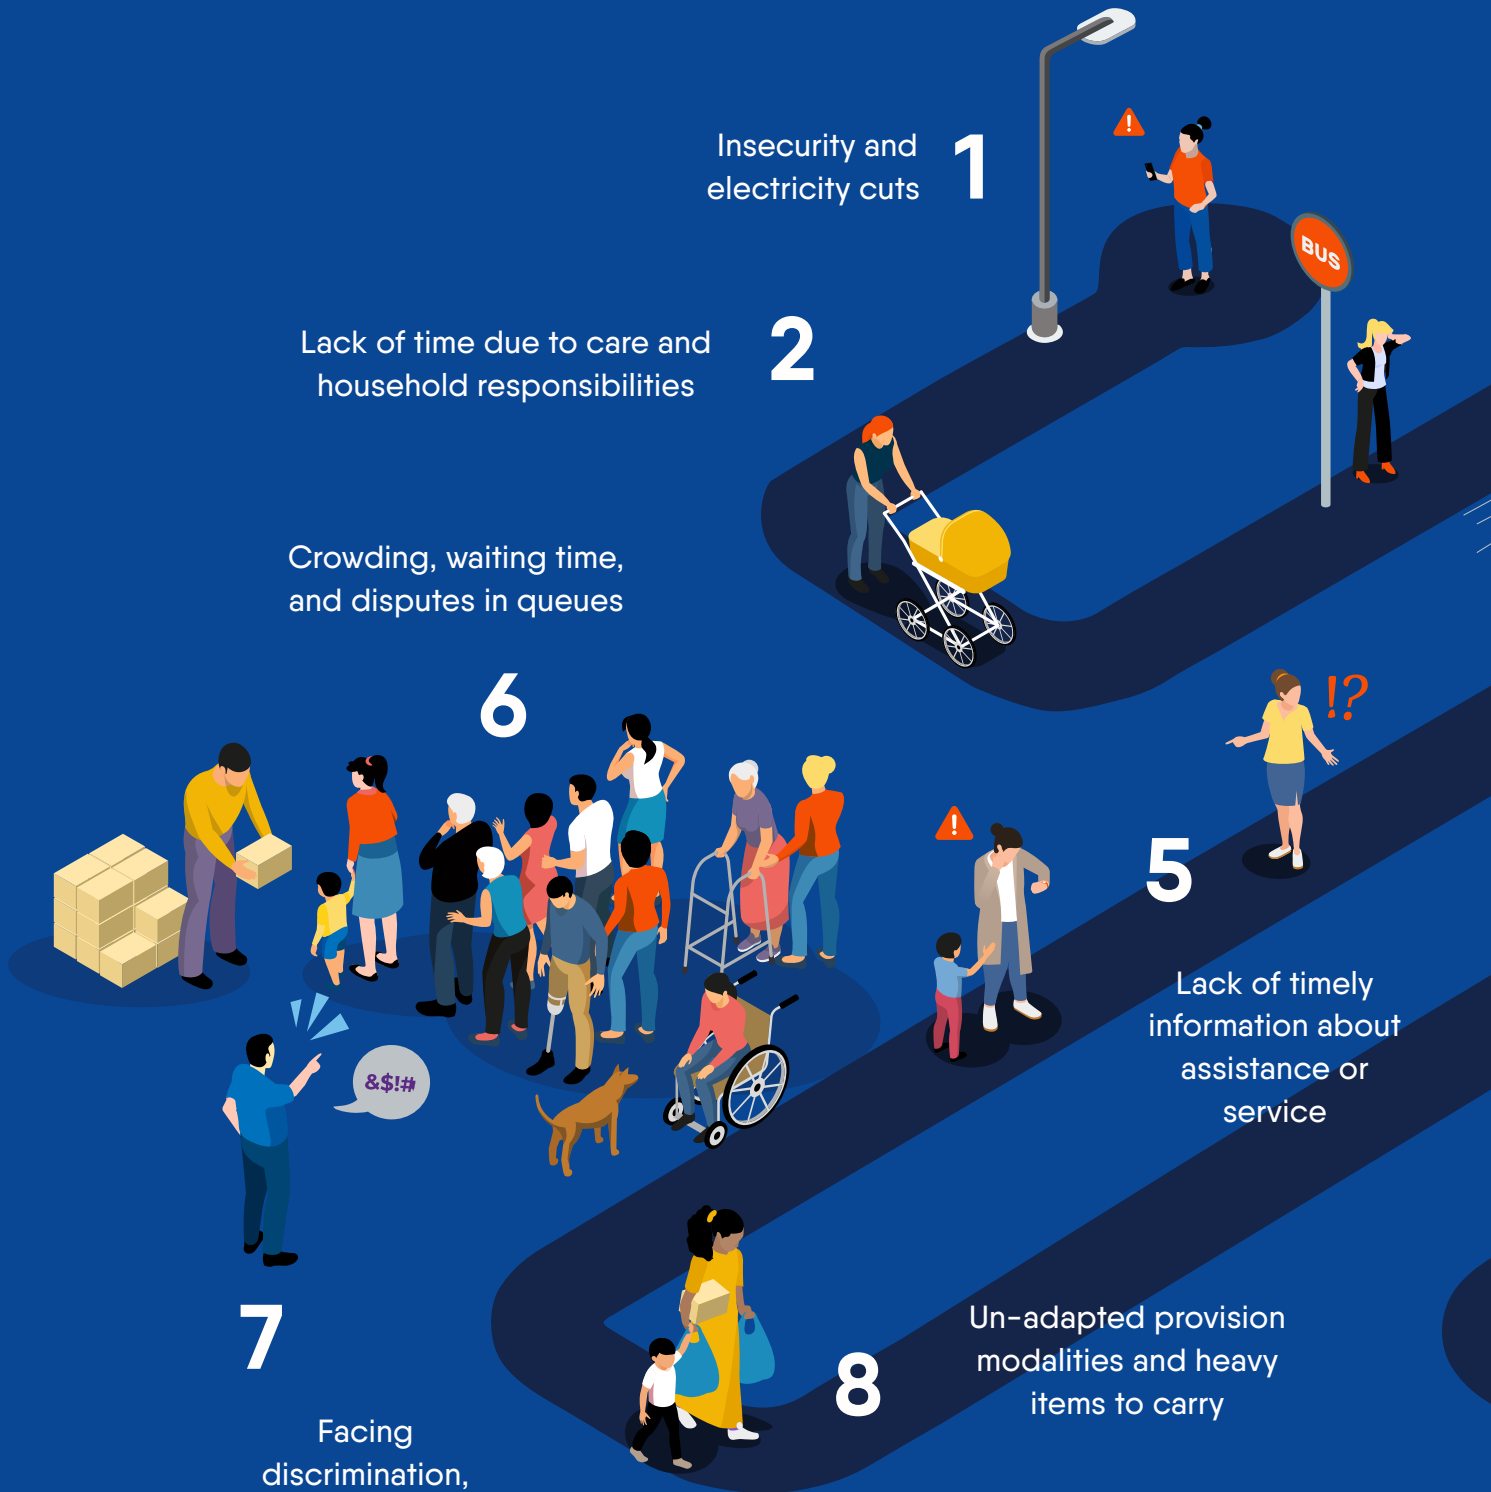 1
Insecurity and
electricity cuts
BUS
2
Lack of time due to care and
household responsibilities
Crowding, waiting time,
and disputes in queues
6
!?
!
!
5
Lack of timely
information about
assistance or
service
&$!#
7
Facing
discrimination,
8
Un-adapted provision
modalities and heavy
items to carry